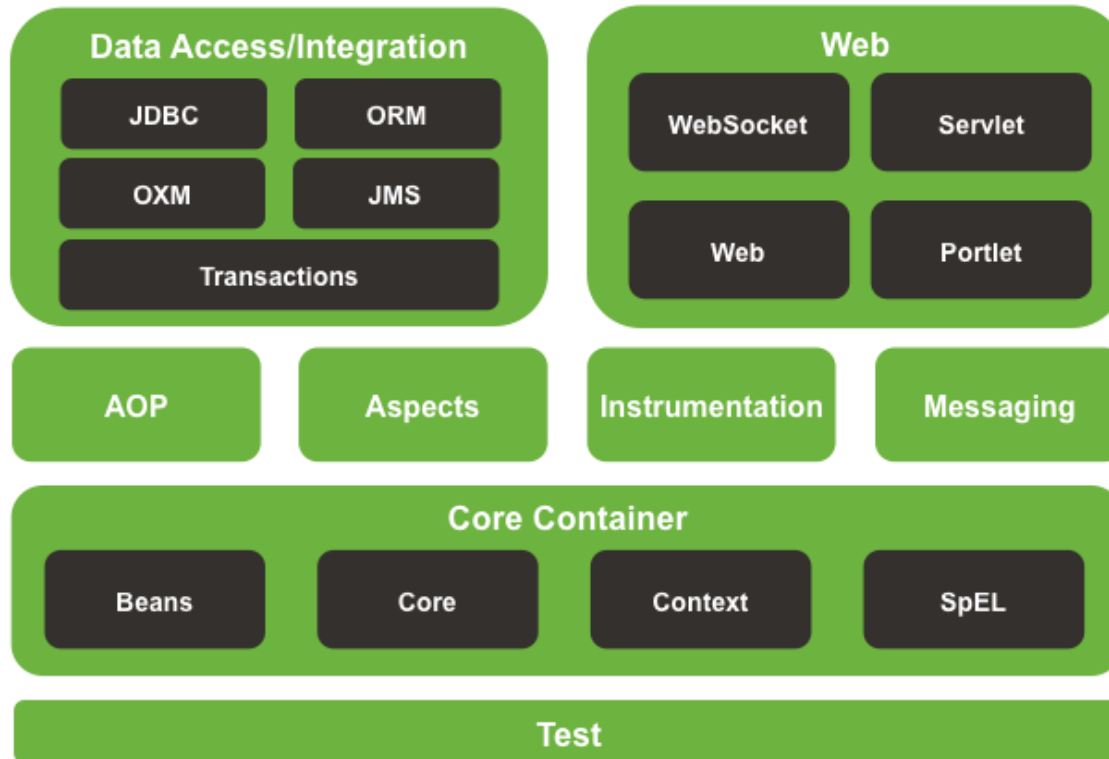 Data Access/Integration
JDBC
ORM
OXM
JMS
Transactions
Web
WebSocket
Servlet
Web
Portlet
AOP
Aspects
Instrumentation
Messaging
Core Container
Beans
Core
Context
SpEL
Test